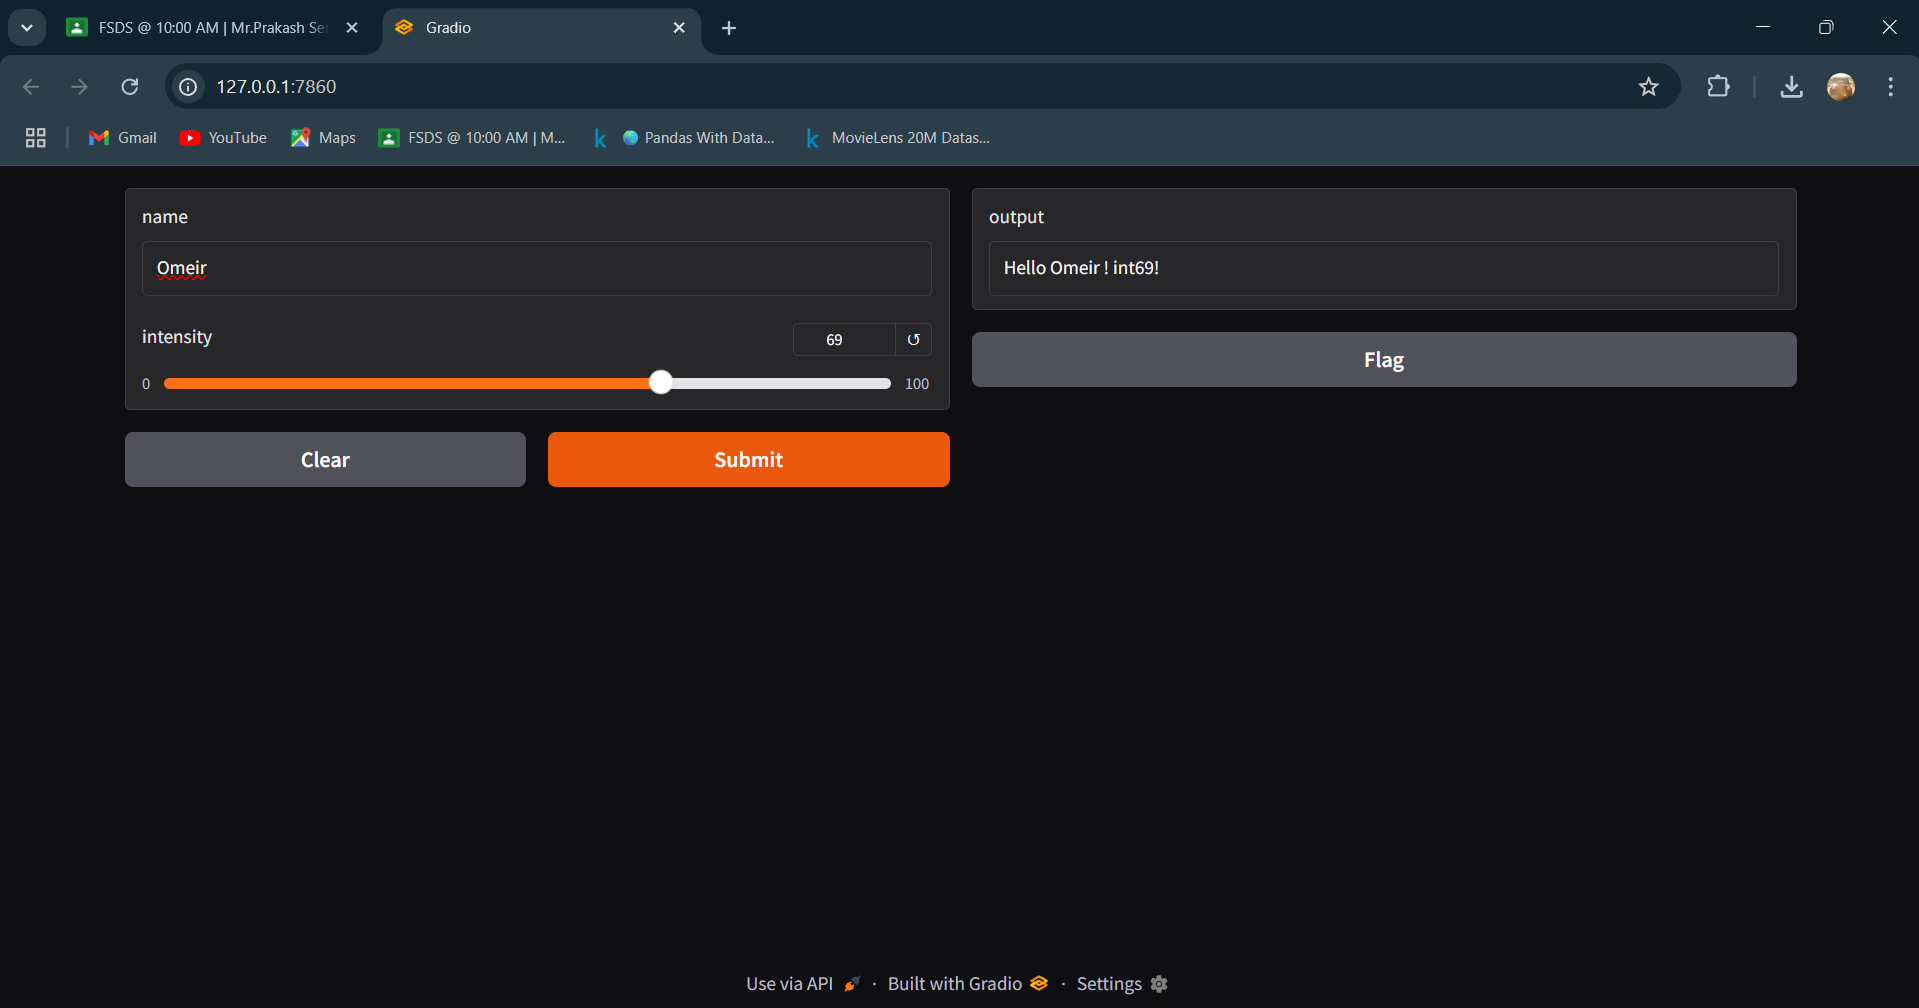 FSDS @ 10:00 AM | Mr.Prakash Se
Gradio
127.0.0.1:7860
Gmail
YouTube
Maps
FSDS @ 10:00 AM | M...
Pandas With Data...
MovieLens 20M Datas...
name
Omeir
intensity
69
0
100
Clear
Submit
output
Hello Omeir ! int69!
Flag
Use via API · Built with Gradio · Settings